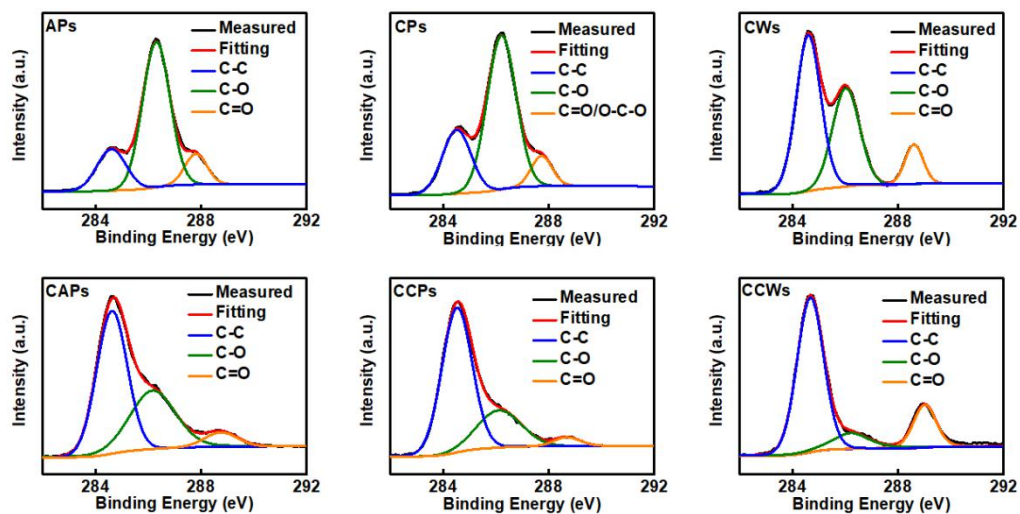 APs
Measured
Fitting
C-C
C-O
C=O
Intensity (a.u.)
284
288
292
Binding Energy (eV)
CPs
Measured
Fitting
C-C
C-O
C=O/O-C-O
Intensity (a.u.)
284
288
292
Binding Energy (eV)
CWs
Measured
Fitting
C-C
C-O
C=O
Intensity (a.u.)
284
288
292
Binding Energy (eV)
CAPs
Measured
Fitting
C-C
C-O
C=O
Intensity (a.u.)
284
288
292
Binding Energy (eV)
CCPs
Measured
Fitting
C-C
C-O
C=O
Intensity (a.u.)
284
288
292
Binding Energy (eV)
CCWs
Measured
Fitting
C-C
C-O
C=O
Intensity (a.u.)
284
288
292
Binding Energy (eV)